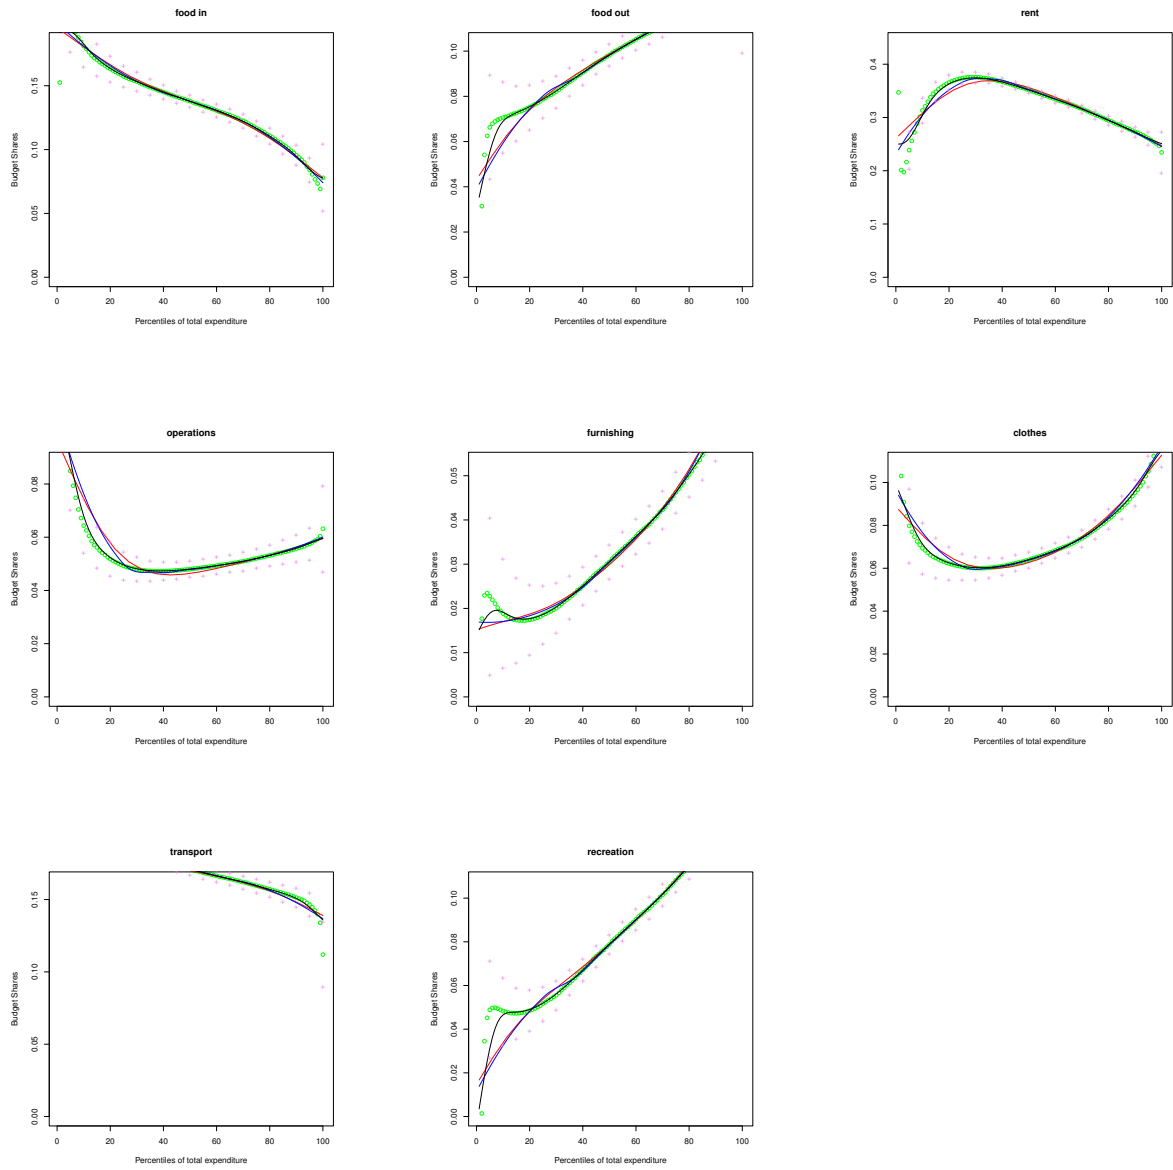 food in
Budget Shares
0.00 0.05 0.10 0.15
0 20 40 60 80 100
Percentiles of total expenditure
food out
Budget Shares
0.00 0.02 0.04 0.06 0.08 0.10
0 20 40 60 80 100
Percentiles of total expenditure
rent
Budget Shares
0.0 0.1 0.2 0.3 0.4
0 20 40 60 80 100
Percentiles of total expenditure
operations
Budget Shares
0.00 0.02 0.04 0.06 0.08
0 20 40 60 80 100
Percentiles of total expenditure
furnishing
Budget Shares
0.00 0.01 0.02 0.03 0.04 0.05
0 20 40 60 80 100
Percentiles of total expenditure
clothes
Budget Shares
0.00 0.02 0.04 0.06 0.08 0.10
0 20 40 60 80 100
Percentiles of total expenditure
transport
Budget Shares
0.00 0.05 0.10 0.15
0 20 40 60 80 100
Percentiles of total expenditure
recreation
Budget Shares
0.00 0.02 0.04 0.06 0.08 0.10
0 20 40 60 80 100
Percentiles of total expenditure